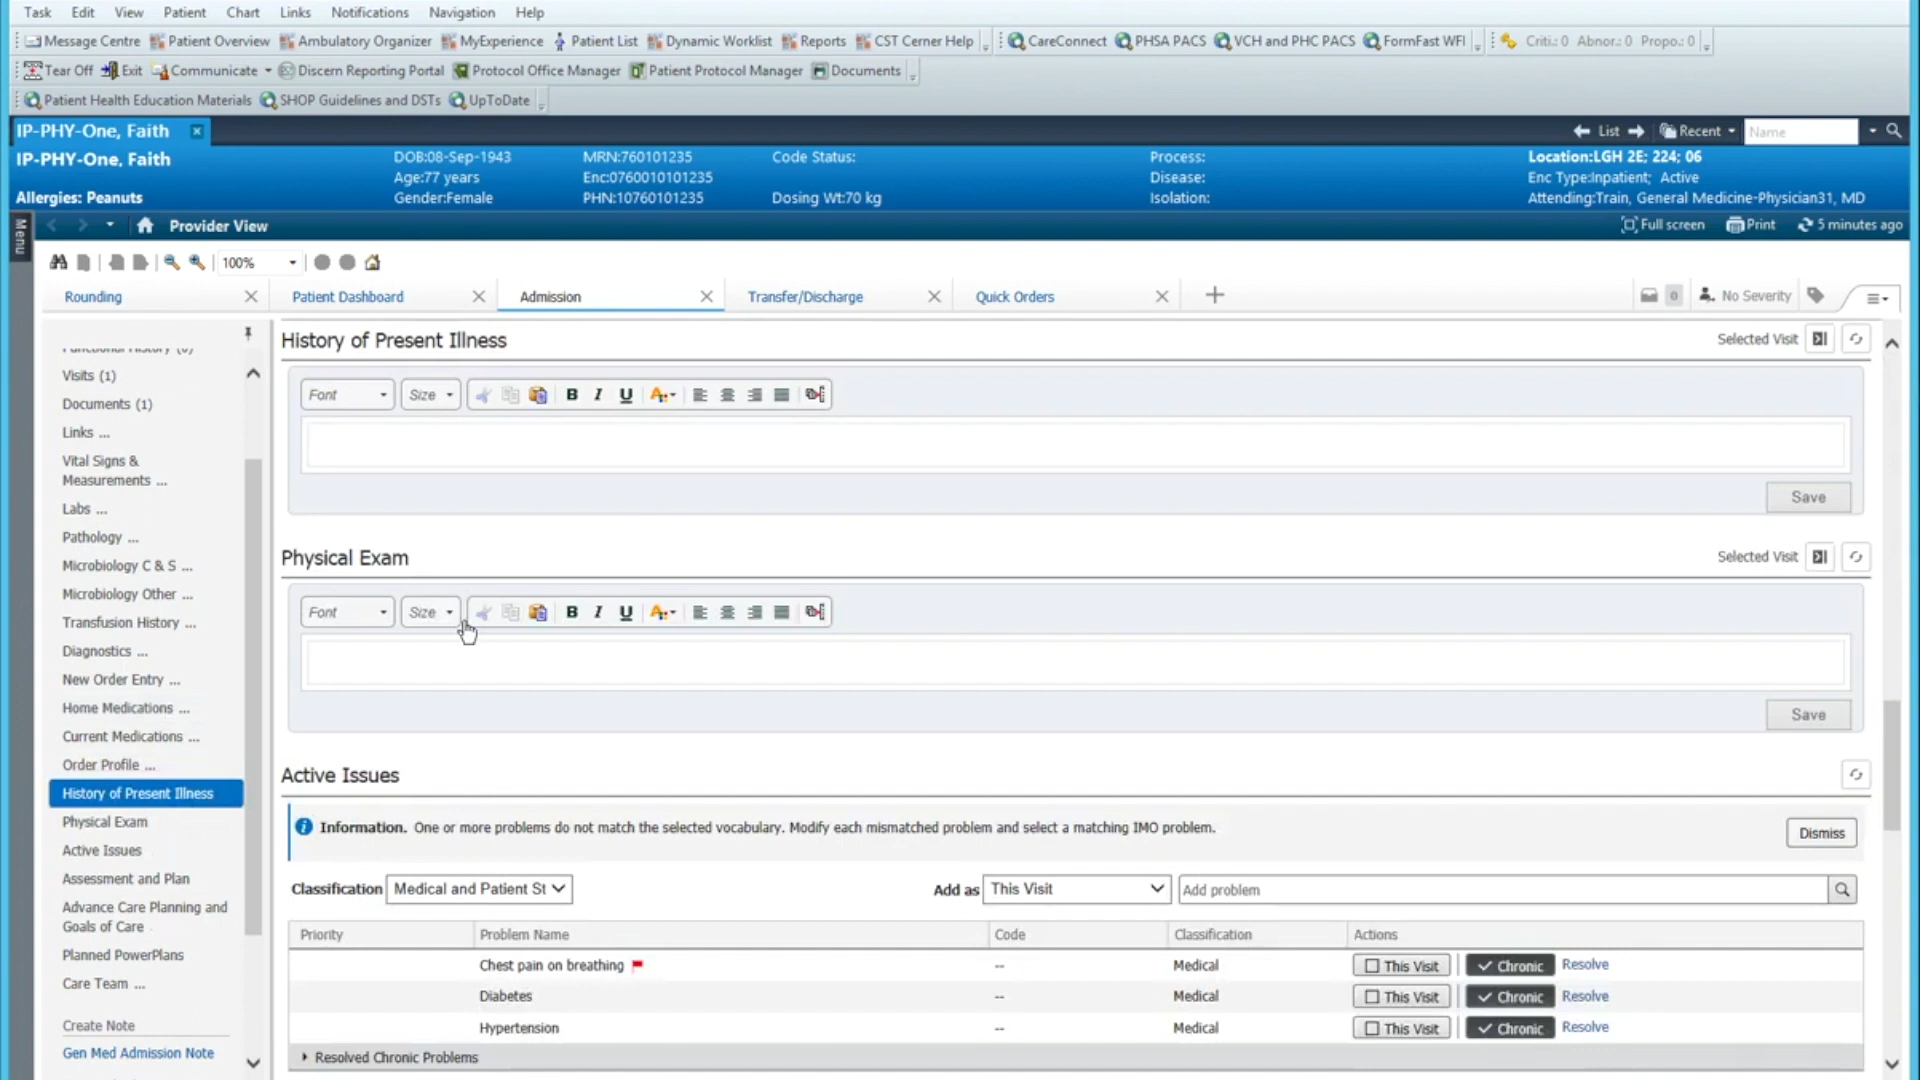 Task Edit View Patient Chart Links Notifications Navigation Help
Message Centre Patient Overview Ambulatory Organizer MyExperience Patient List Dynamic Worklist Reports CST Cerner Help CareConnect PHSA PACS VCH and PHC PACS FormFast WFI Criti.: 0 Abnor.: 0 Propo.: 0
Tear Off Exit Communicate Discern Reporting Portal Protocol Office Manager Patient Protocol Manager Documents
Patient Health Education Materials SHOP Guidelines and DSTs UpToDate
IP-PHY-One, Faith List Recent Name
IP-PHY-One, Faith DOB:08-Sep-1943 MRN:760101235 Code Status: Process: Location:LGH 2E; 224; 06
Age:77 years Enc:0760010101235 Disease: Enc Type:Inpatient; Active
Allergies: Peanuts Gender:Female PHN:10760101235 Dosing Wt:70 kg Isolation: Attending:Train, General Medicine-Physician31, MD
Menu
Provider View Full screen Print 5 minutes ago
100%
Rounding Patient Dashboard Admission Transfer/Discharge Quick Orders 0 No Severity
Functional History (0)
Visits (1)
Documents (1)
Links ...
Vital Signs &
Measurements ...
Labs ...
Pathology ...
Microbiology C & S ...
Microbiology Other ...
Transfusion History ...
Diagnostics ...
New Order Entry ...
Home Medications ...
Current Medications ...
Order Profile ...
History of Present Illness
Physical Exam
Active Issues
Assessment and Plan
Advance Care Planning and
Goals of Care
Planned PowerPlans
Care Team ...
Create Note
Gen Med Admission Note
History of Present Illness Selected Visit
Font Size B I U A
Save
Physical Exam Selected Visit
Font Size B I U A
Save
Active Issues
Information. One or more problems do not match the selected vocabulary. Modify each mismatched problem and select a matching IMO problem. Dismiss
Classification Medical and Patient St Add as This Visit Add problem
Priority Problem Name Code Classification Actions
Chest pain on breathing -- Medical This Visit Chronic Resolve
Diabetes -- Medical This Visit Chronic Resolve
Hypertension -- Medical This Visit Chronic Resolve
Resolved Chronic Problems